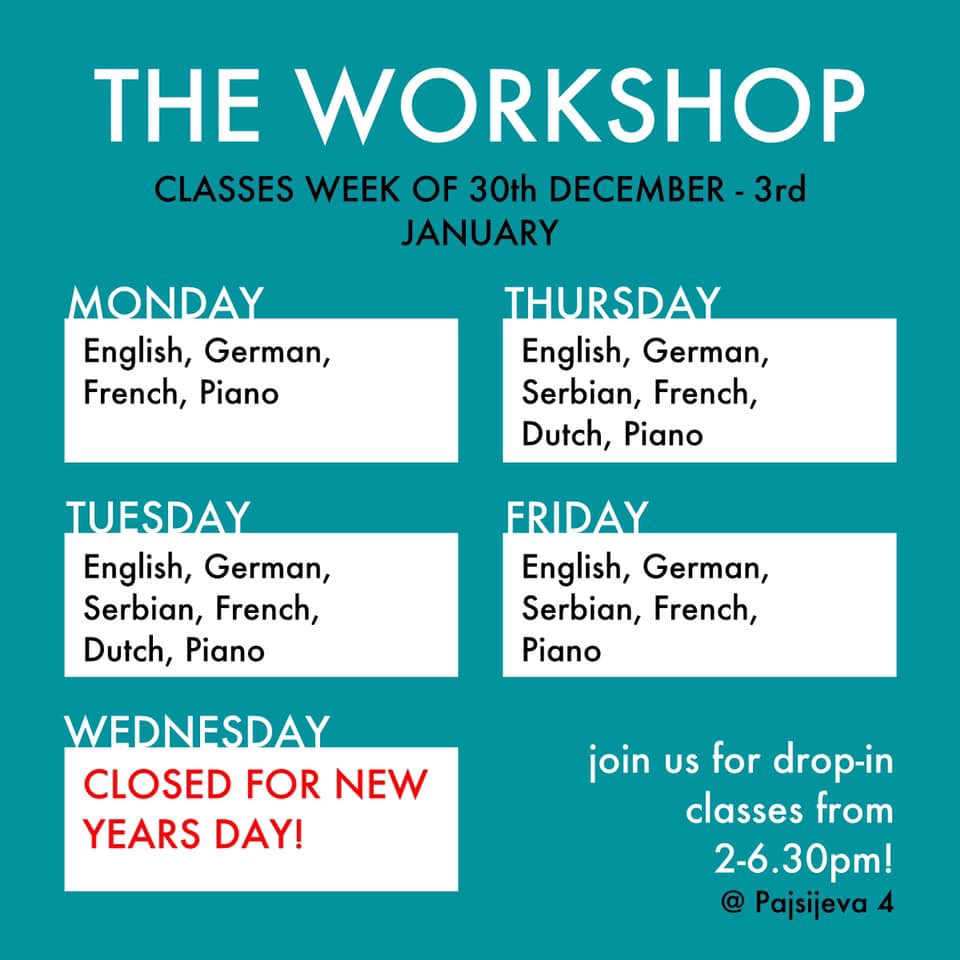 THE WORKSHOP
CLASSES WEEK OF 30th DECEMBER - 3rd
JANUARY
MONDAY
English, German,
French, Piano
TUESDAY
English, German,
Serbian, French,
Dutch, Piano
WEDNESDAY
CLOSED FOR NEW
YEARS DAY!
THURSDAY
English, German,
Serbian, French,
Dutch, Piano
FRIDAY
English, German,
Serbian, French,
Piano
join us for drop-in
classes from
2-6.30pm!
@ Pajsijeva 4